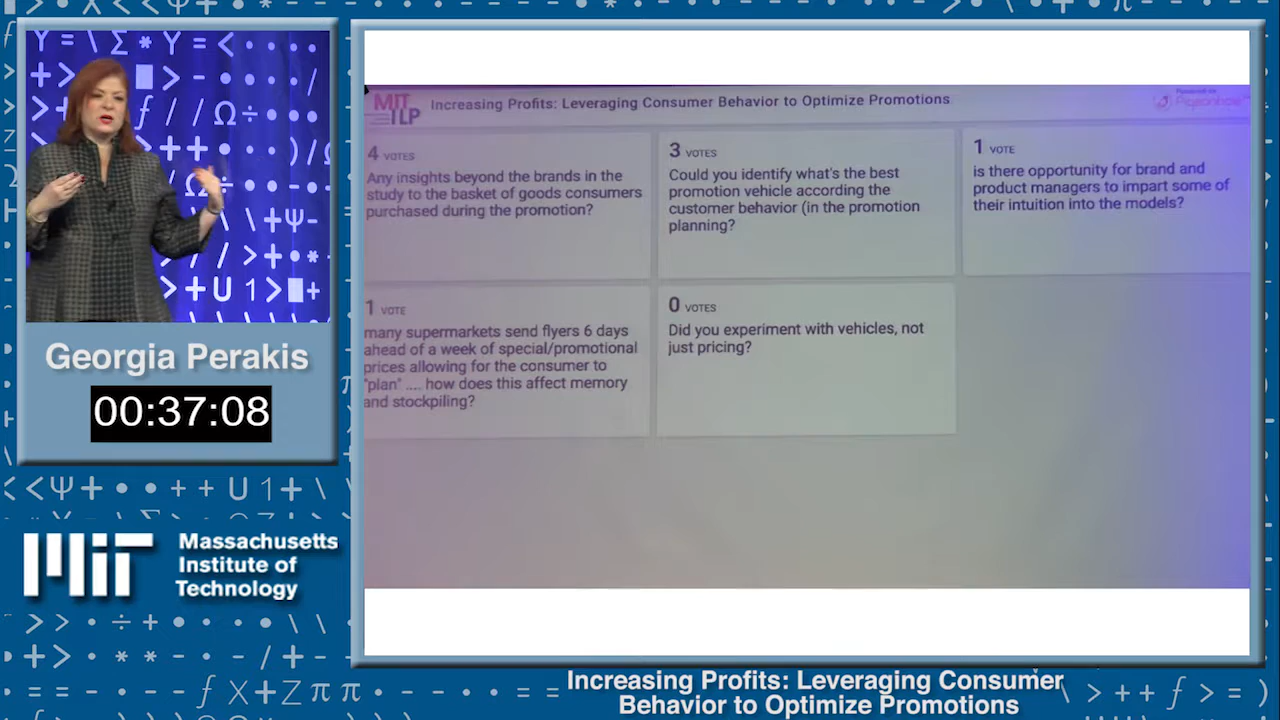 Georgia Perakis
00:37:08
MIT
Massachusetts
Institute of
Technology
MIT
ILP
Increasing Profits: Leveraging Consumer Behavior to Optimize Promotions
Powered by
Pigeonhole
4 VOTES
Any insights beyond the brands in the
study to the basket of goods consumers
purchased during the promotion?
3 VOTES
Could you identify what's the best
promotion vehicle according the
customer behavior (in the promotion
planning?
1 VOTE
is there opportunity for brand and
product managers to impart some of
their intuition into the models?
1 VOTE
many supermarkets send flyers 6 days
ahead of a week of special/promotional
prices allowing for the consumer to
"plan" .... how does this affect memory
and stockpiling?
0 VOTES
Did you experiment with vehicles, not
just pricing?
Increasing Profits: Leveraging Consumer
Behavior to Optimize Promotions